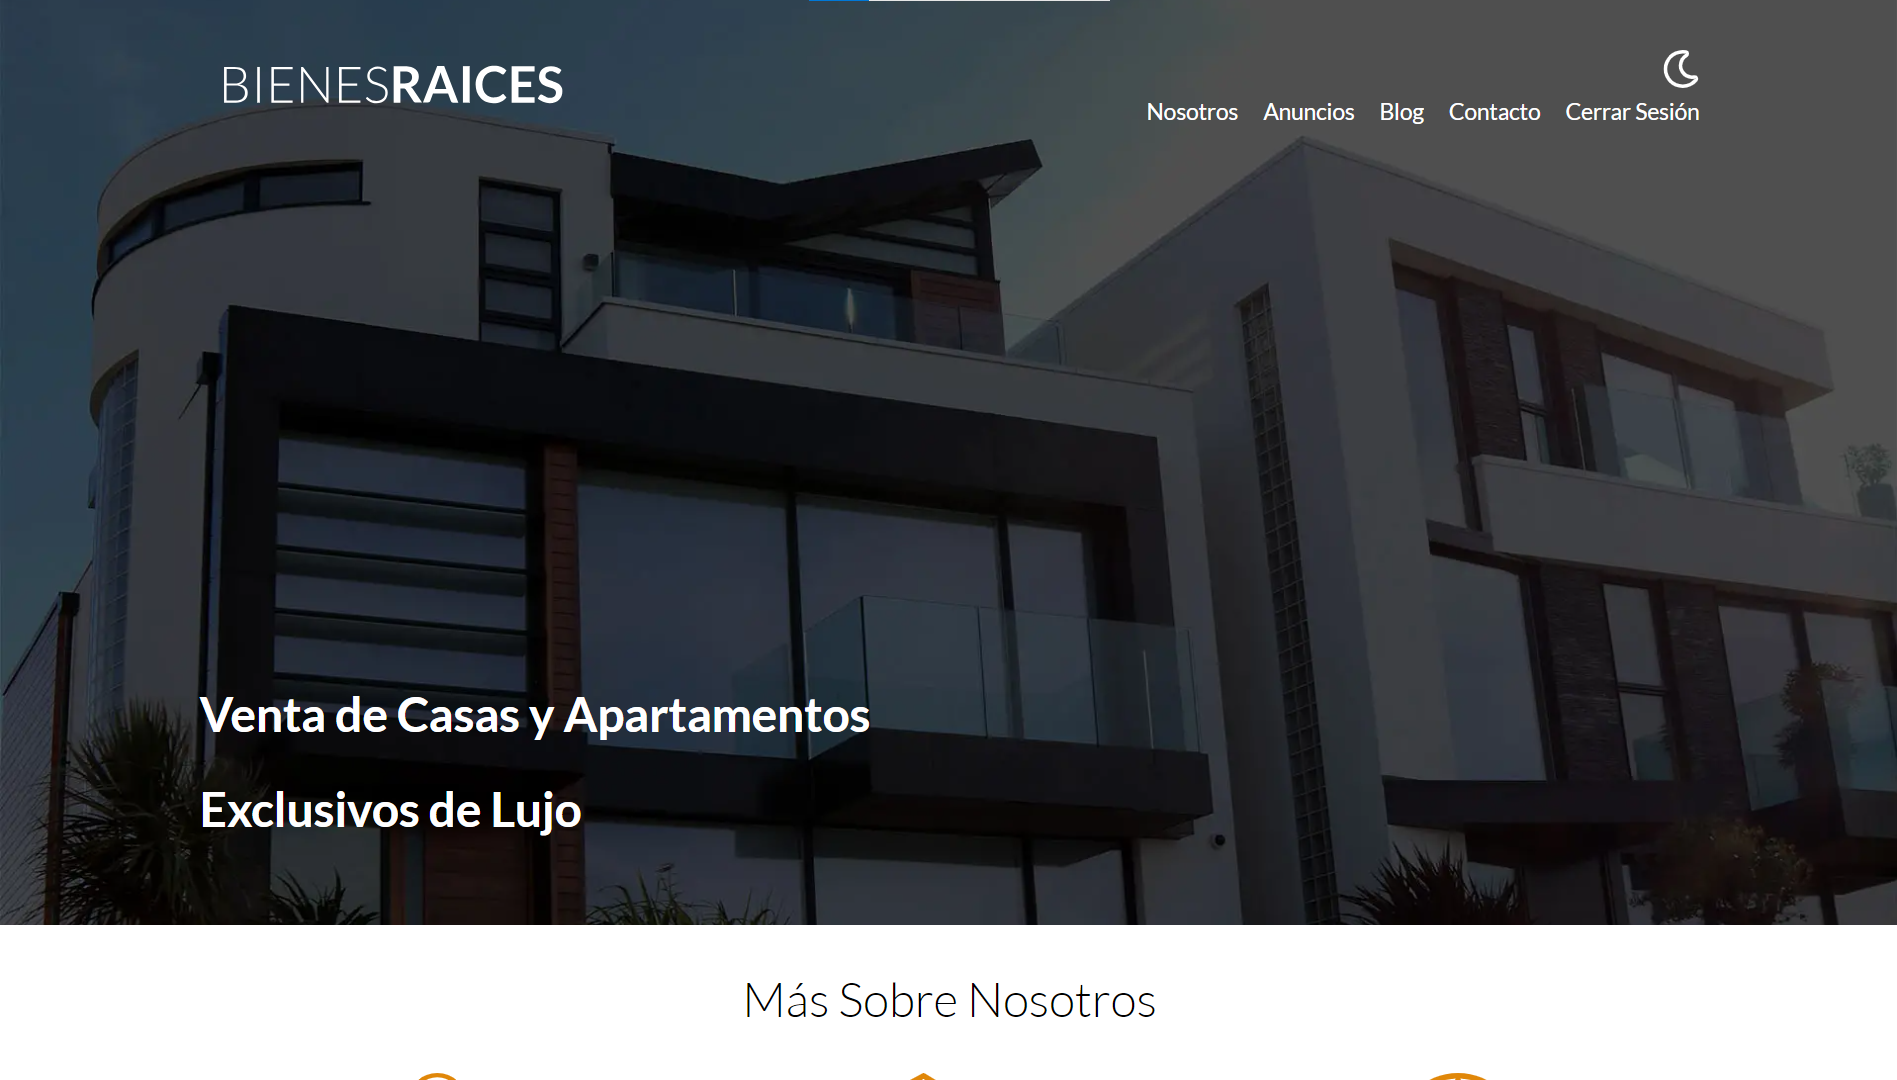 BIENESRAICES
Nosotros Anuncios Blog Contacto Cerrar Sesión
Venta de Casas y Apartamentos
Exclusivos de Lujo
Más Sobre Nosotros